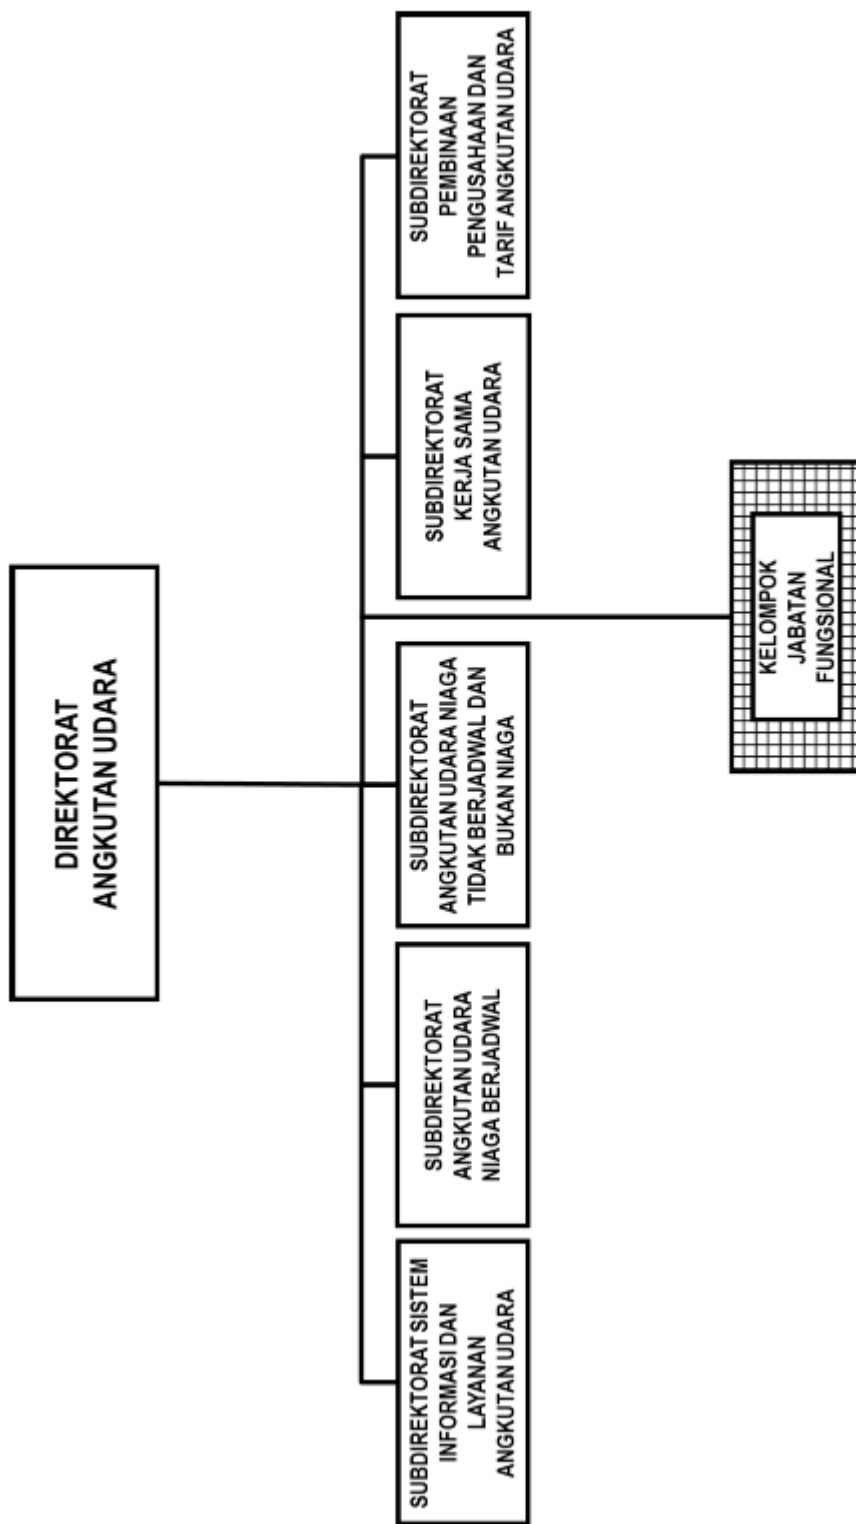 DIREKTORAT
ANGKUTAN UDARA
SUBDIREKTORAT SISTEM
INFORMASI DAN
LAYANAN
ANGKUTAN UDARA
SUBDIREKTORAT
ANGKUTAN UDARA
NIAGA BERJADWAL
SUBDIREKTORAT
ANGKUTAN UDARA NIAGA
TIDAK BERJADWAL DAN
BUKAN NIAGA
SUBDIREKTORAT
KERJA SAMA
ANGKUTAN UDARA
SUBDIREKTORAT
PEMBINAAN
PENGUSAHAAN DAN
TARIF ANGKUTAN UDARA
KELOMPOK
JABATAN
FUNGSIONAL